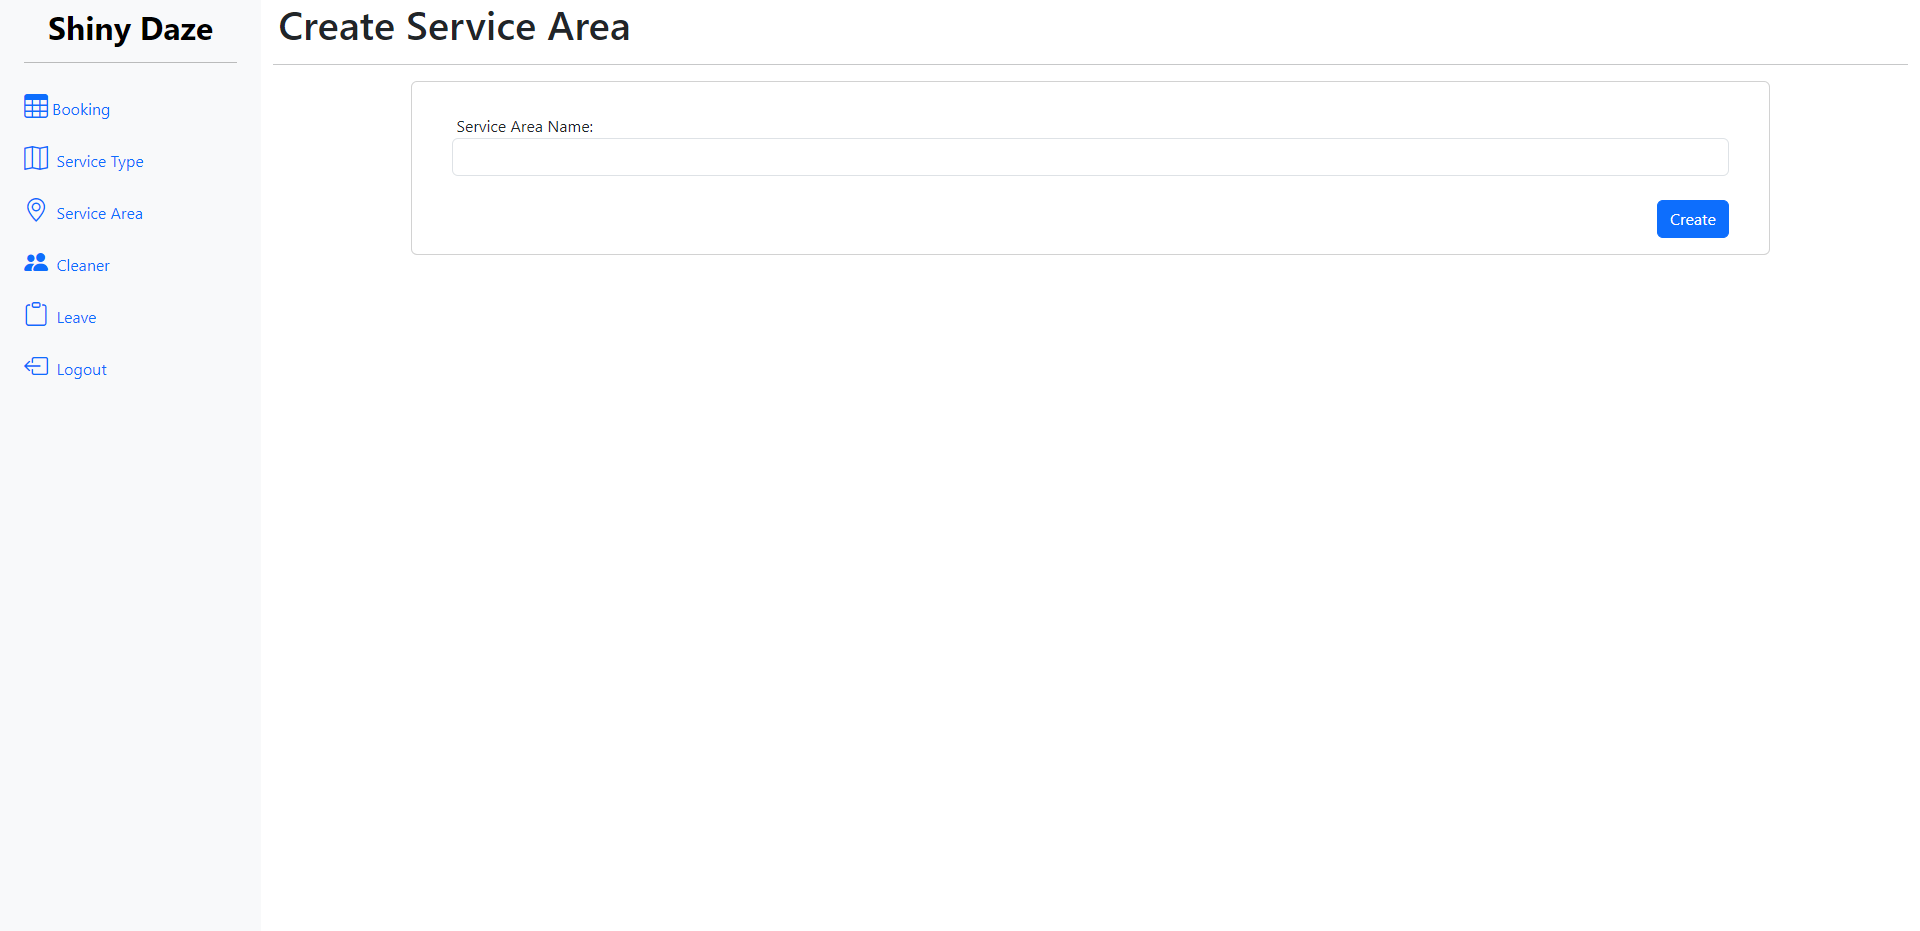 Shiny Daze
Booking
Service Type
Service Area
Cleaner
Leave
Logout
Create Service Area
Service Area Name:
Create